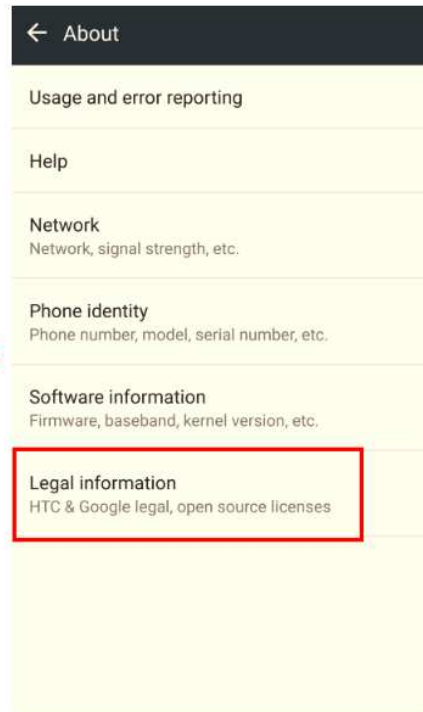 ← About
Usage and error reporting
Help
Network
Network, signal strength, etc.
Phone identity
Phone number, model, serial number, etc.
Software information
Firmware, baseband, kernel version, etc.
Legal information
HTC & Google legal, open source licenses